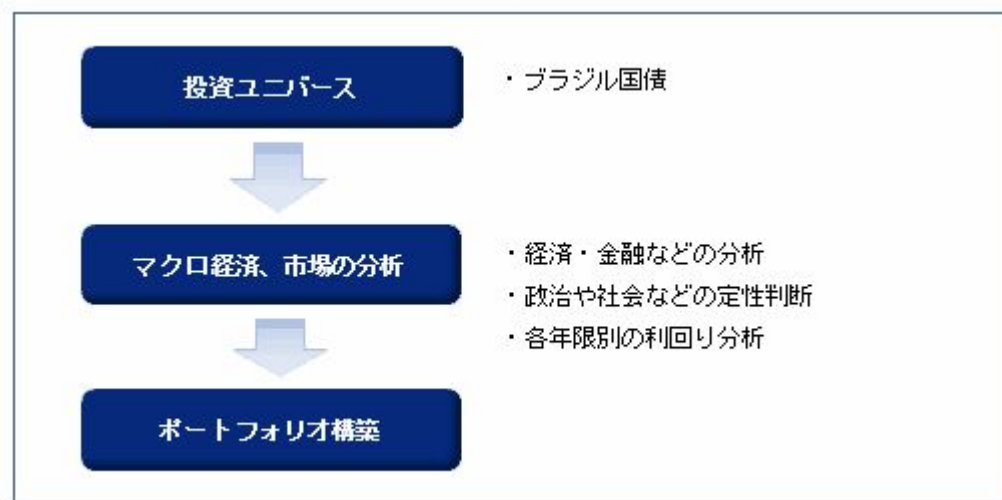 投資ユニバース
・ブラジル国債
マクロ経済、市場の分析
・経済・金融などの分析
・政治や社会などの定性判断
・各年限別の利回り分析
ポートフォリオ構築